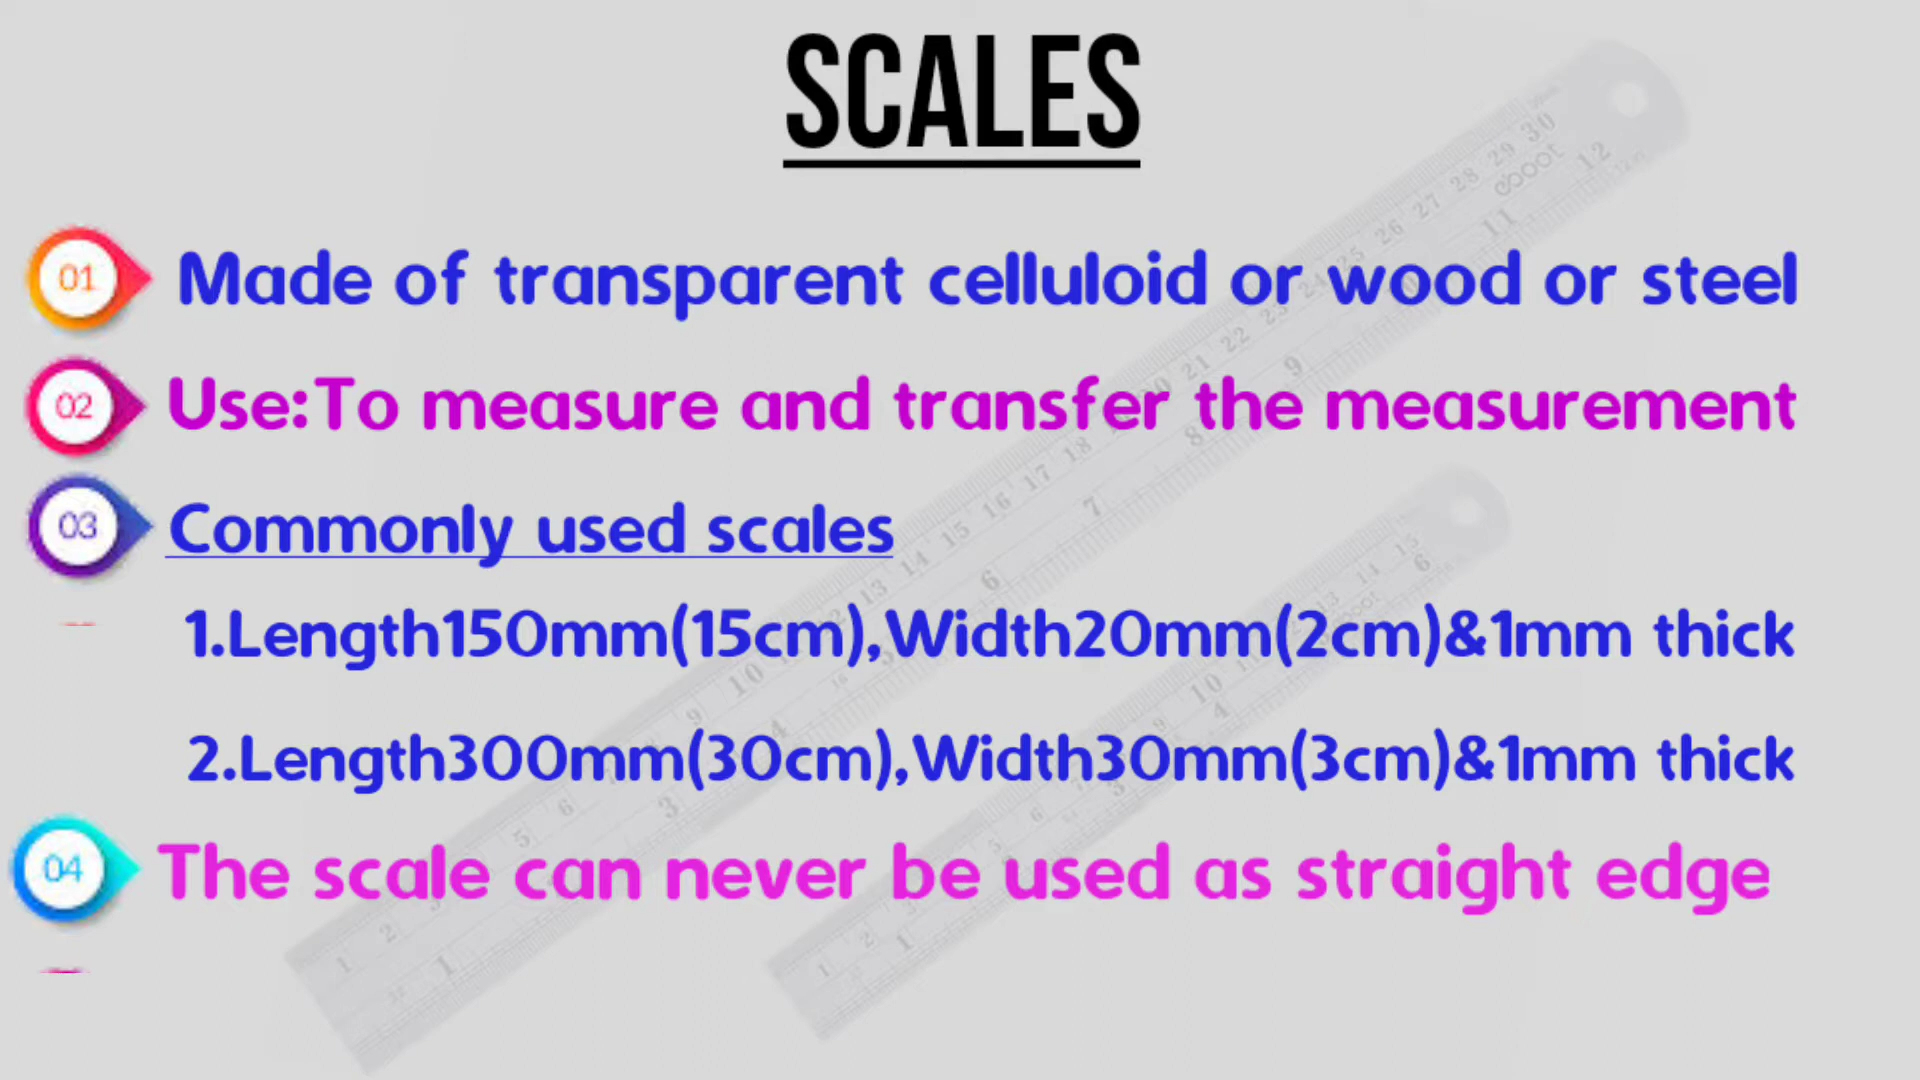 SCALES
01 Made of transparent celluloid or wood or steel
02 Use:To measure and transfer the measurement
03 Commonly used scales
1.Length150mm(15cm),Width20mm(2cm)&1mm thick
2.Length300mm(30cm),Width30mm(3cm)&1mm thick
04 The scale can never be used as straight edge